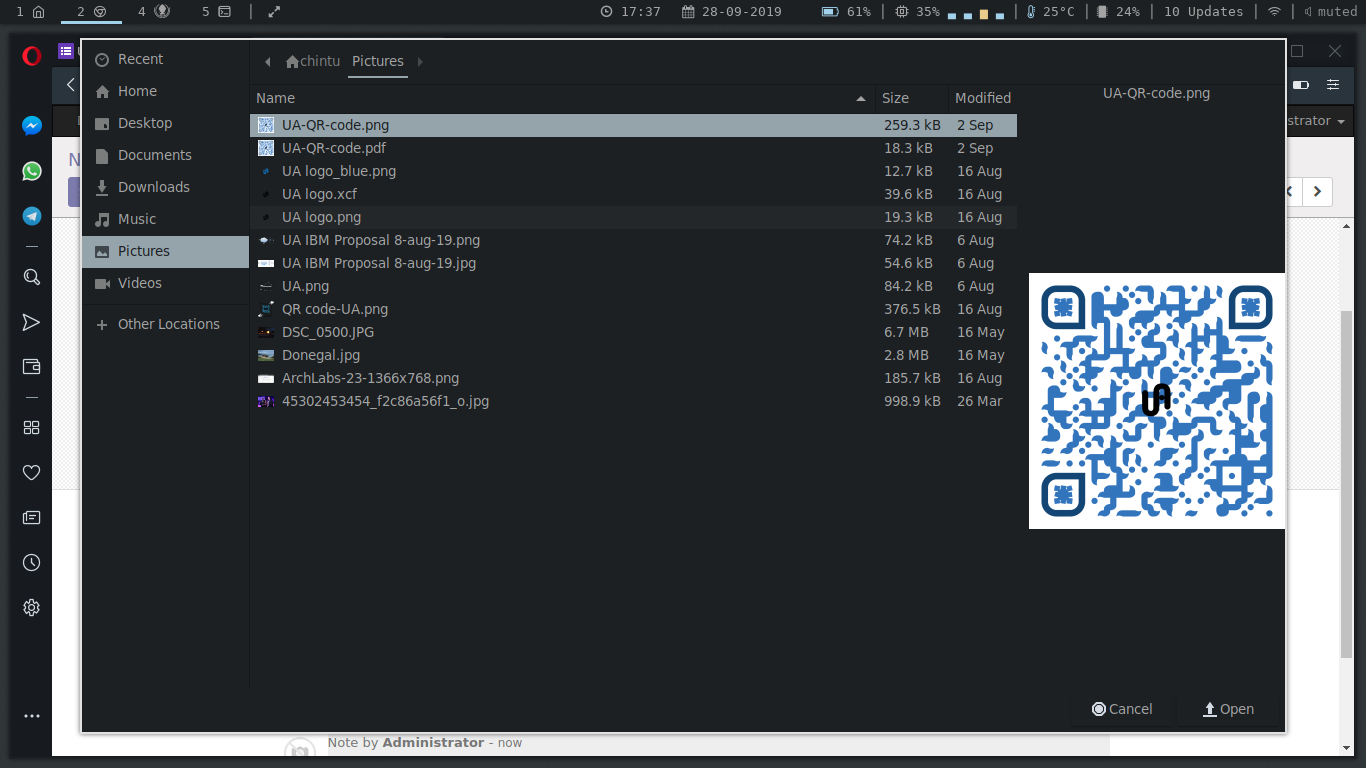 1 2 4 5 17:37 28-09-2019 61% 35% 25°C 24% 10 Updates muted
Recent
Home
Desktop
Documents
Downloads
Music
Pictures
Videos
Other Locations
chintu Pictures
Name Size Modified
UA-QR-code.png 259.3 kB 2 Sep
UA-QR-code.pdf 18.3 kB 2 Sep
UA logo_blue.png 12.7 kB 16 Aug
UA logo.xcf 39.6 kB 16 Aug
UA logo.png 19.3 kB 16 Aug
UA IBM Proposal 8-aug-19.png 74.2 kB 6 Aug
UA IBM Proposal 8-aug-19.jpg 54.6 kB 6 Aug
UA.png 84.2 kB 6 Aug
QR code-UA.png 376.5 kB 16 Aug
DSC_0500.JPG 6.7 MB 16 May
Donegal.jpg 2.8 MB 16 May
ArchLabs-23-1366x768.png 185.7 kB 16 Aug
45302453454_f2c86a56f1_o.jpg 998.9 kB 26 Mar
UA-QR-code.png
UA
strator
N
Cancel Open
Note by Administrator - now